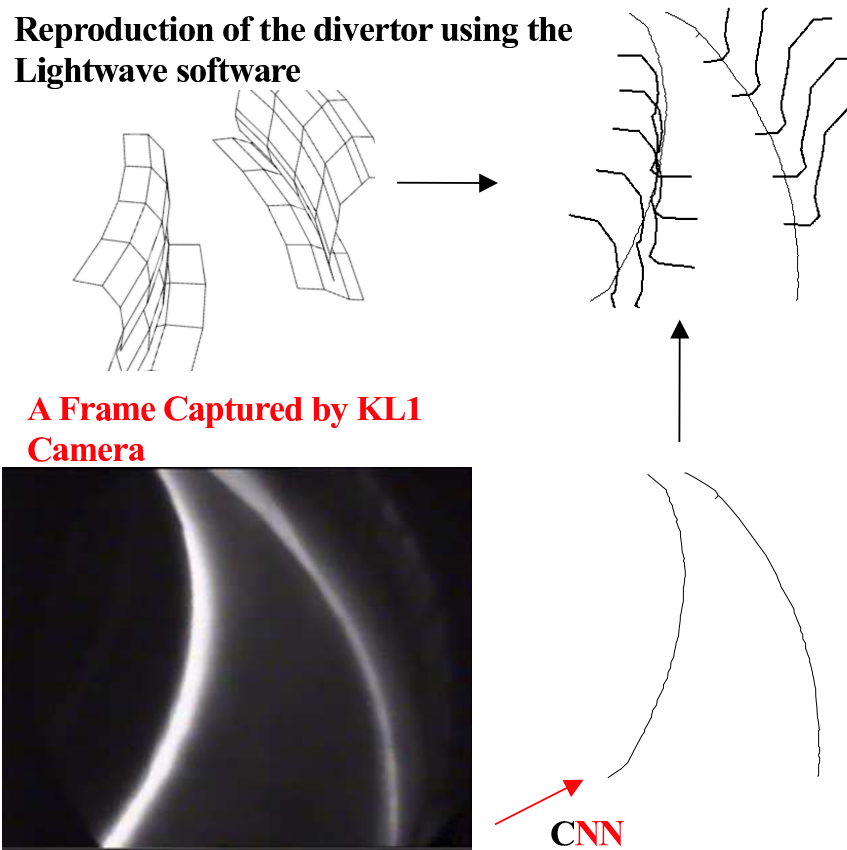 Reproduction of the divertor using the
Lightwave software
A Frame Captured by KL1
Camera
CNN